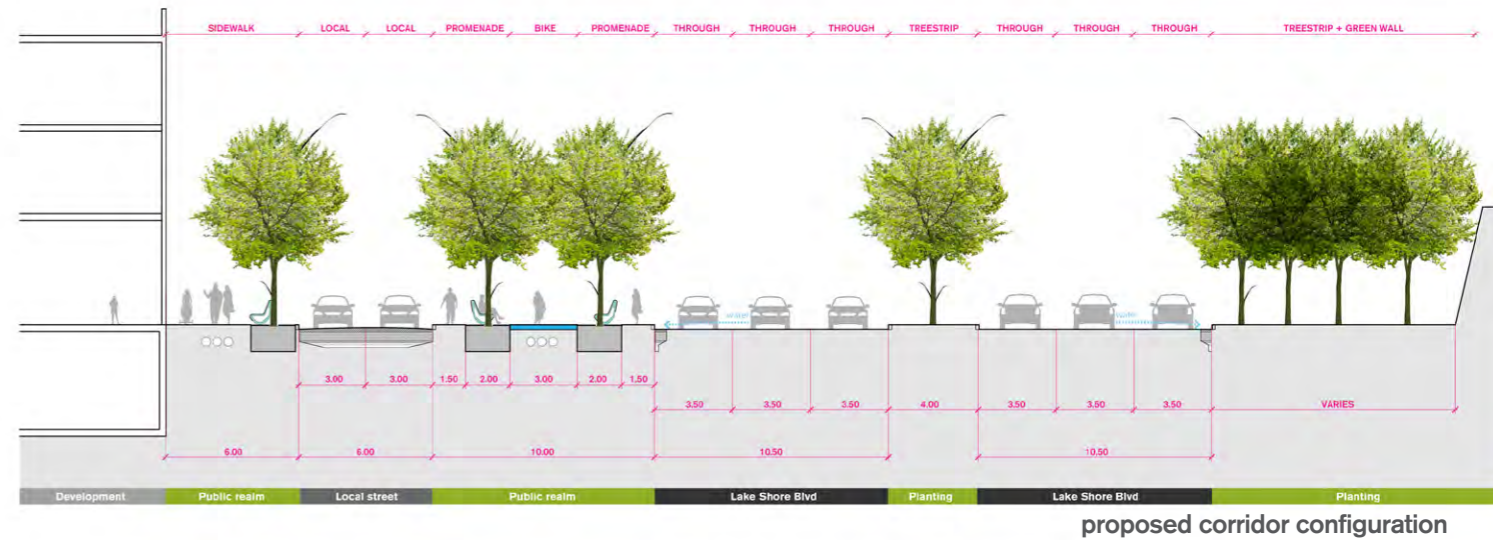 SIDEWALK LOCAL LOCAL PROMENADE BIKE PROMENADE THROUGH THROUGH THROUGH TREESTRIP THROUGH THROUGH THROUGH TREESTRIP + GREEN WALL
3.00 3.00 1.50 2.00 3.00 2.00 1.50
3.50 3.50 3.50 4.00 3.50 3.50 3.50 VARIES
6.00 6.00 10.00 10.50 10.50
Development Public realm Local street Public realm Lake Shore Blvd Planting Lake Shore Blvd Planting
proposed corridor configuration